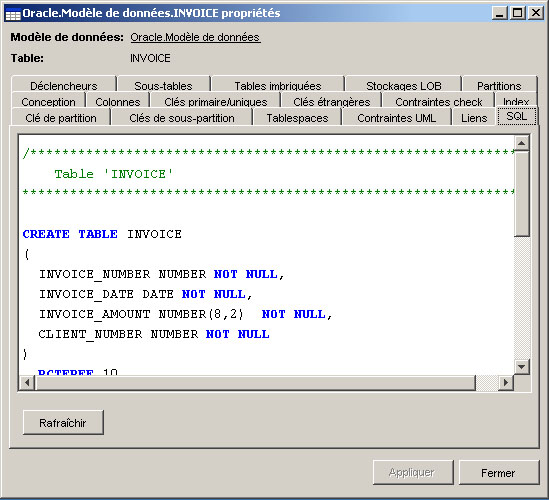 Oracle.Modèle de données.INVOICE propriétés
Modèle de données: Oracle.Modèle de données
Table: INVOICE
Déclencheurs Sous-tables Tables imbriquées Stockages LOB Partitions
Conception Colonnes Clés primaire/uniques Clés étrangères Contraintes check Index
Clé de partition Clés de sous-partition Tablespaces Contraintes UML Liens SQL
/************************************************************
Table 'INVOICE'
*************************************************************
CREATE TABLE INVOICE
(
INVOICE_NUMBER NUMBER NOT NULL,
INVOICE_DATE DATE NOT NULL,
INVOICE_AMOUNT NUMBER(8,2) NOT NULL,
CLIENT_NUMBER NUMBER NOT NULL
)
PCTFREE 10
Rafraîchir
Appliquer Fermer